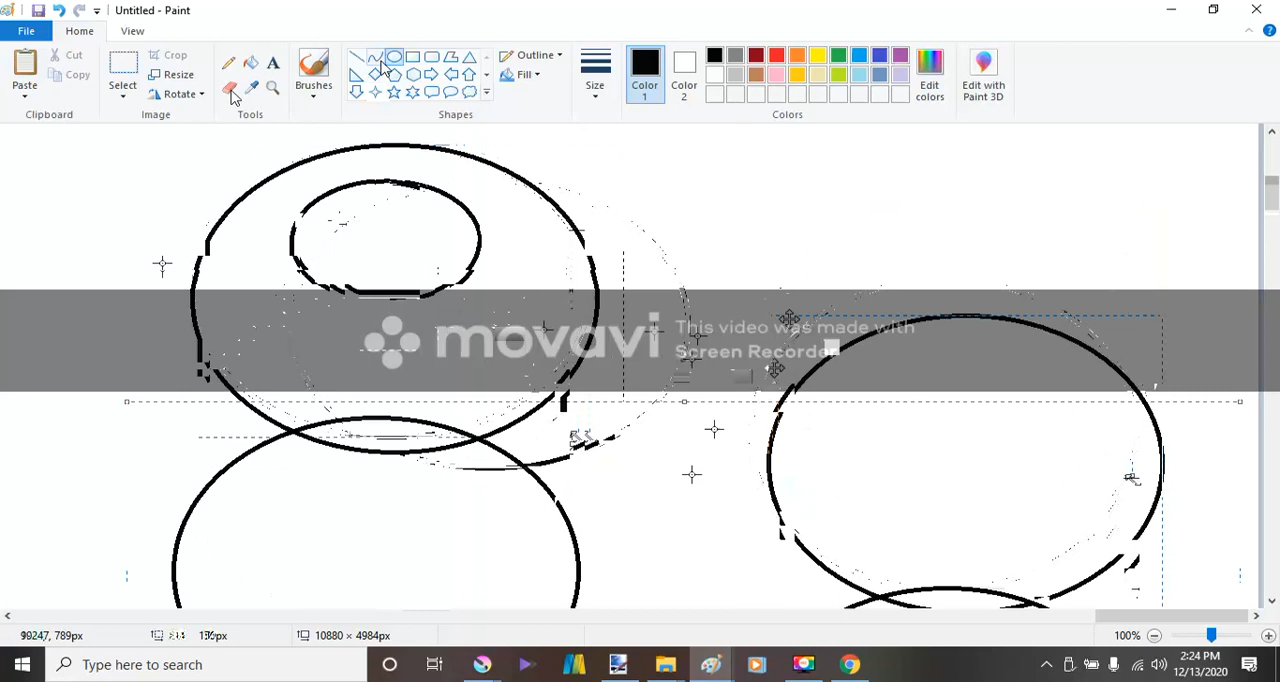 Untitled - Paint
File
Home
View
Paste
Cut
Copy
Clipboard
Select
Crop
Resize
Rotate
Image
Tools
Brushes
Shapes
Outline
Fill
Size
Color 1
Color 2
Edit colors
Edit with Paint 3D
Colors
movavi
This video was made with
Screen Recorder
10880 × 4984px
100%
Type here to search
2:24 PM
12/13/2020